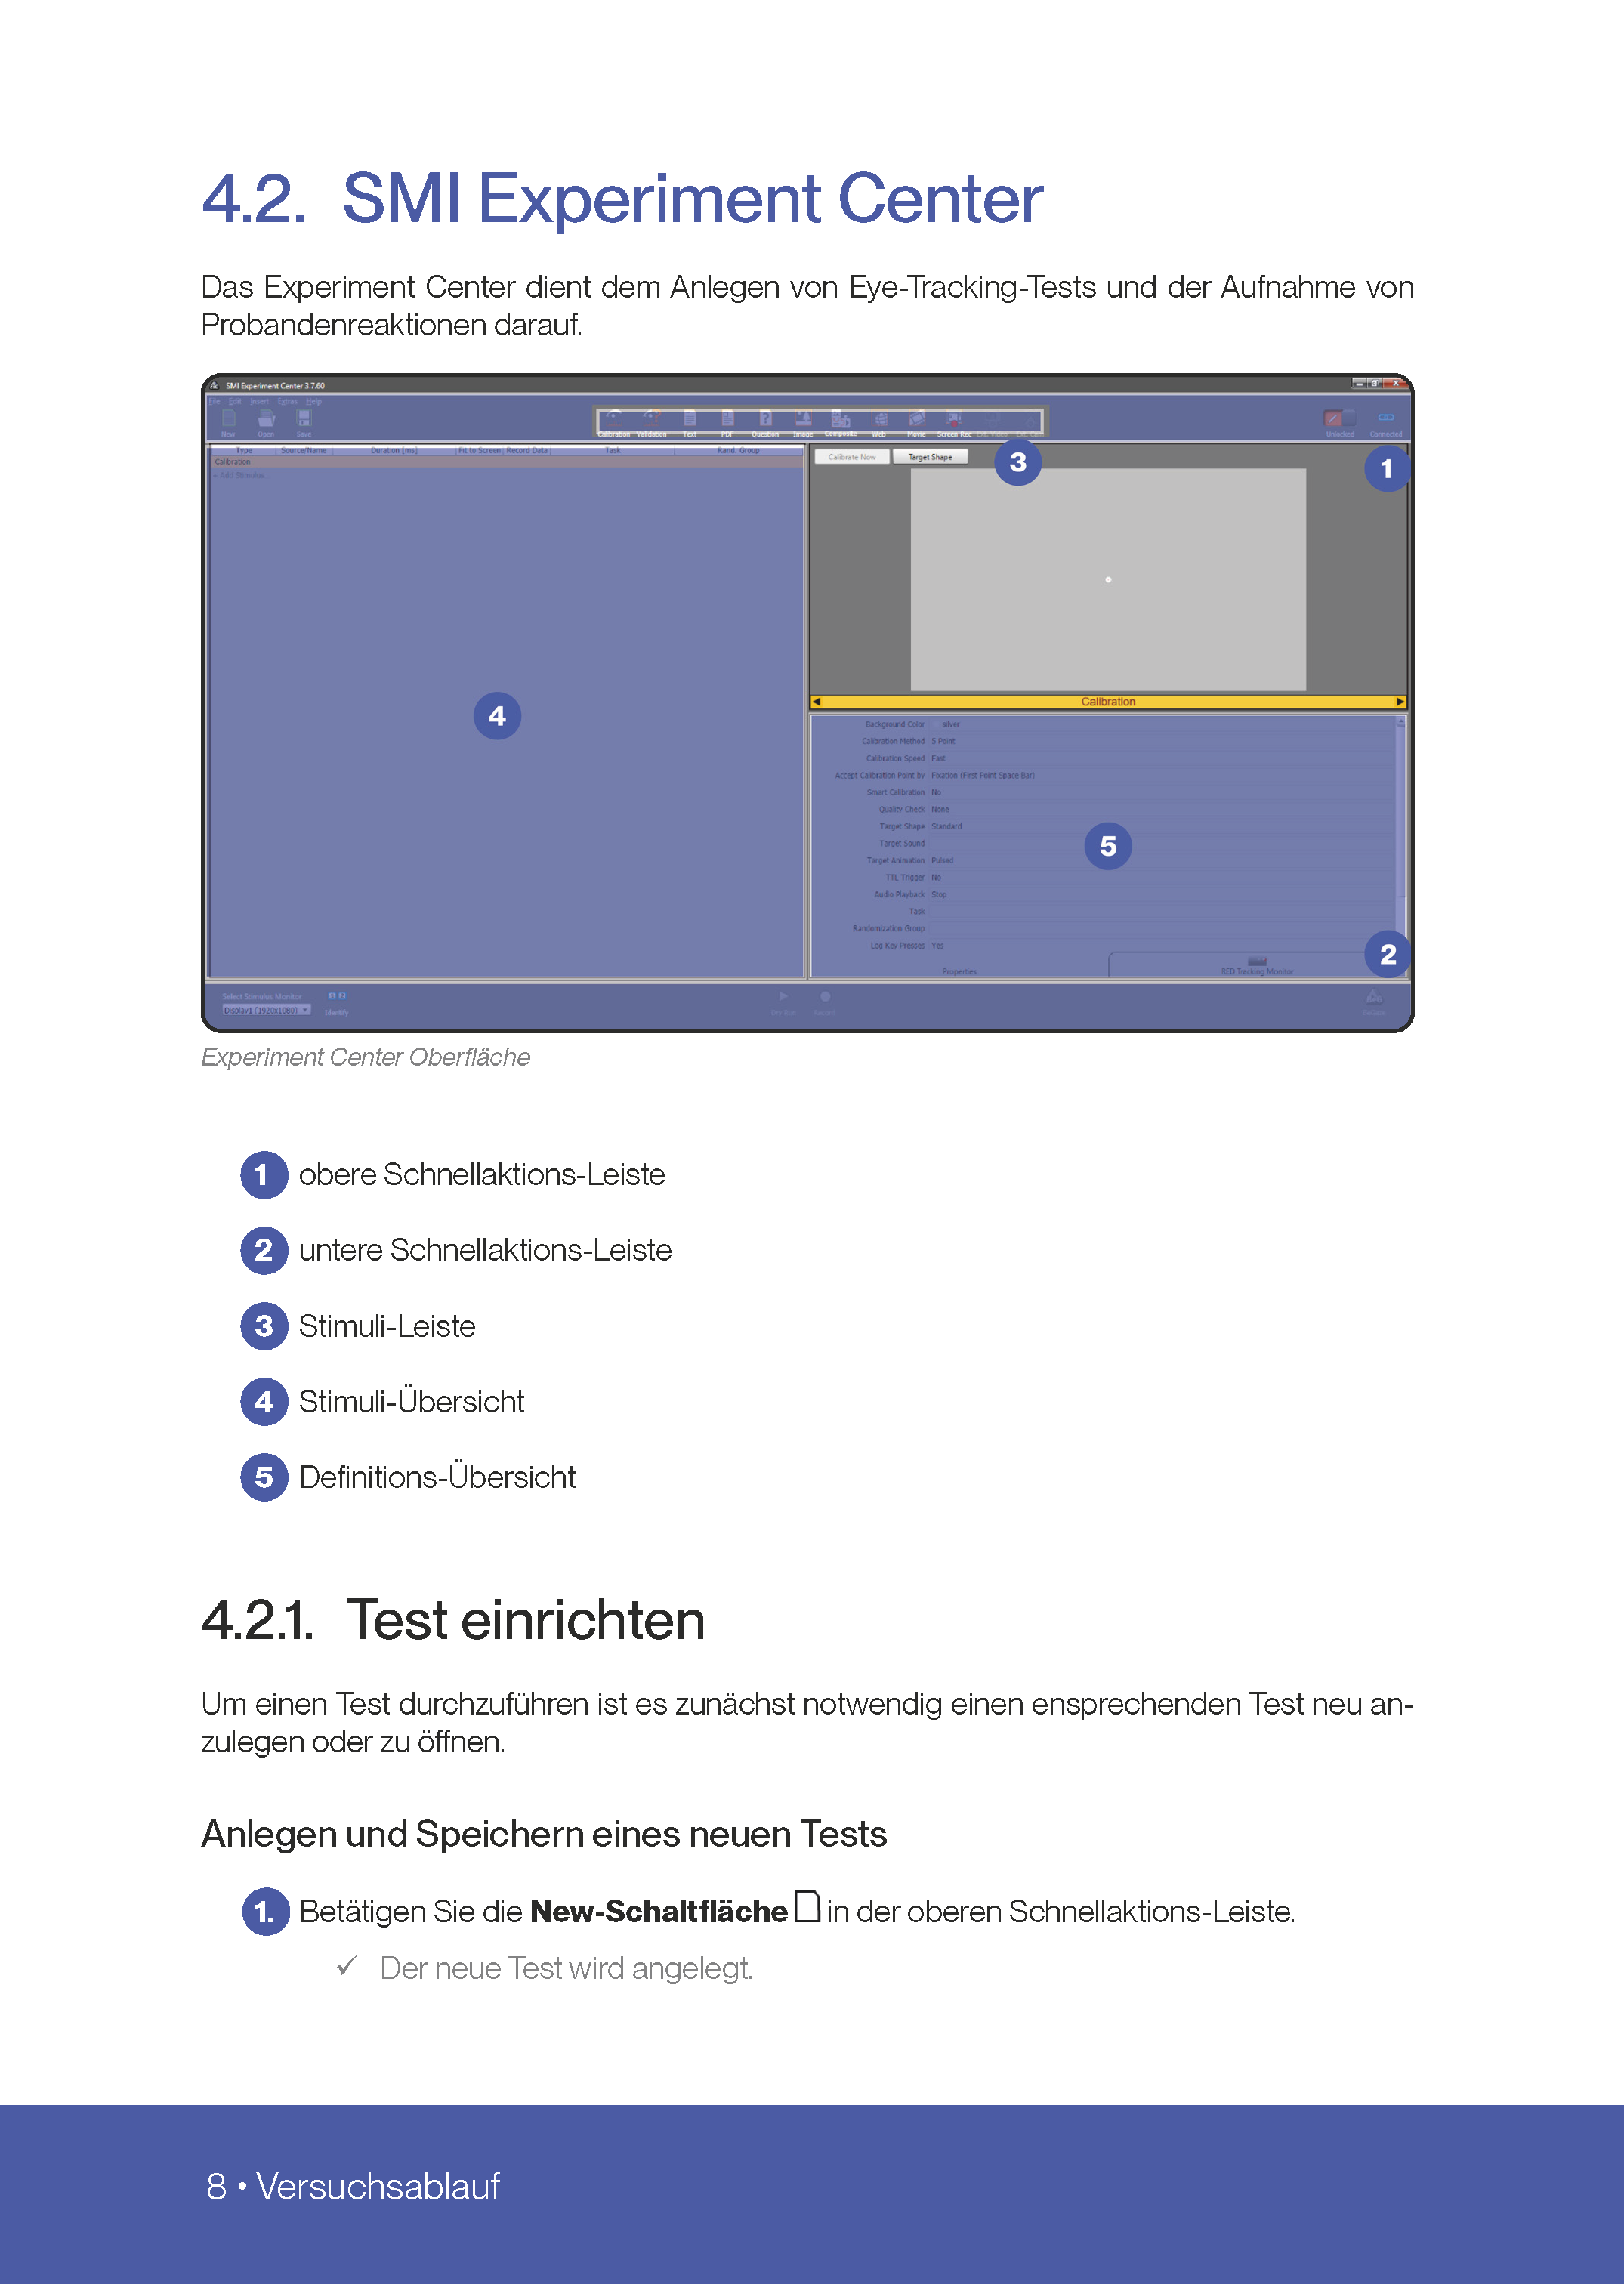 4.2. SMI Experiment Center
Das Experiment Center dient dem Anlegen von Eye-Tracking-Tests und der Aufnahme von
Probandenreaktionen darauf.
SMI Experiment Center 3.7.60
File Edit Insert Extras Help
New Open Save
Calibration Validation Text PDF Question Image Composite Web Movie Screen Rec
Unlocked Connected
Type Source/Name Duration [ms] Fit to Screen Record Data Task Rand. Group
Calibration
+ Add Stimulus
Calibrate Now Target Shape
3
1
4
Calibration
Background Color silver
Calibration Method 5 Point
Calibration Speed Fast
Accept Calibration Point by Fixation (First Point Space Bar)
Smart Calibration No
Quality Check None
Target Shape Standard
Target Sound
5
Target Animation Pulsed
TTL Trigger No
Audio Playback Stop
Task
Randomization Group
Log Key Presses Yes
2
Properties RED Tracking Monitor
Select Stimulus Monitor
Display1 (1920x1080) Identify
Dry Run Record
Experiment Center Oberfläche
1 obere Schnellaktions-Leiste
2 untere Schnellaktions-Leiste
3 Stimuli-Leiste
4 Stimuli-Übersicht
5 Definitions-Übersicht
4.2.1. Test einrichten
Um einen Test durchzuführen ist es zunächst notwendig einen ensprechenden Test neu an-
zulegen oder zu öffnen.
Anlegen und Speichern eines neuen Tests
1. Betätigen Sie die New-Schaltfläche in der oberen Schnellaktions-Leiste.
✓ Der neue Test wird angelegt.
8 • Versuchsablauf